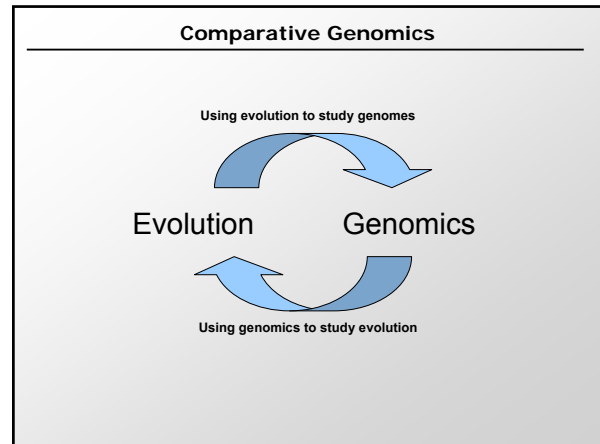 Comparative Genomics
Using evolution to study genomes
Evolution Genomics
Using genomics to study evolution